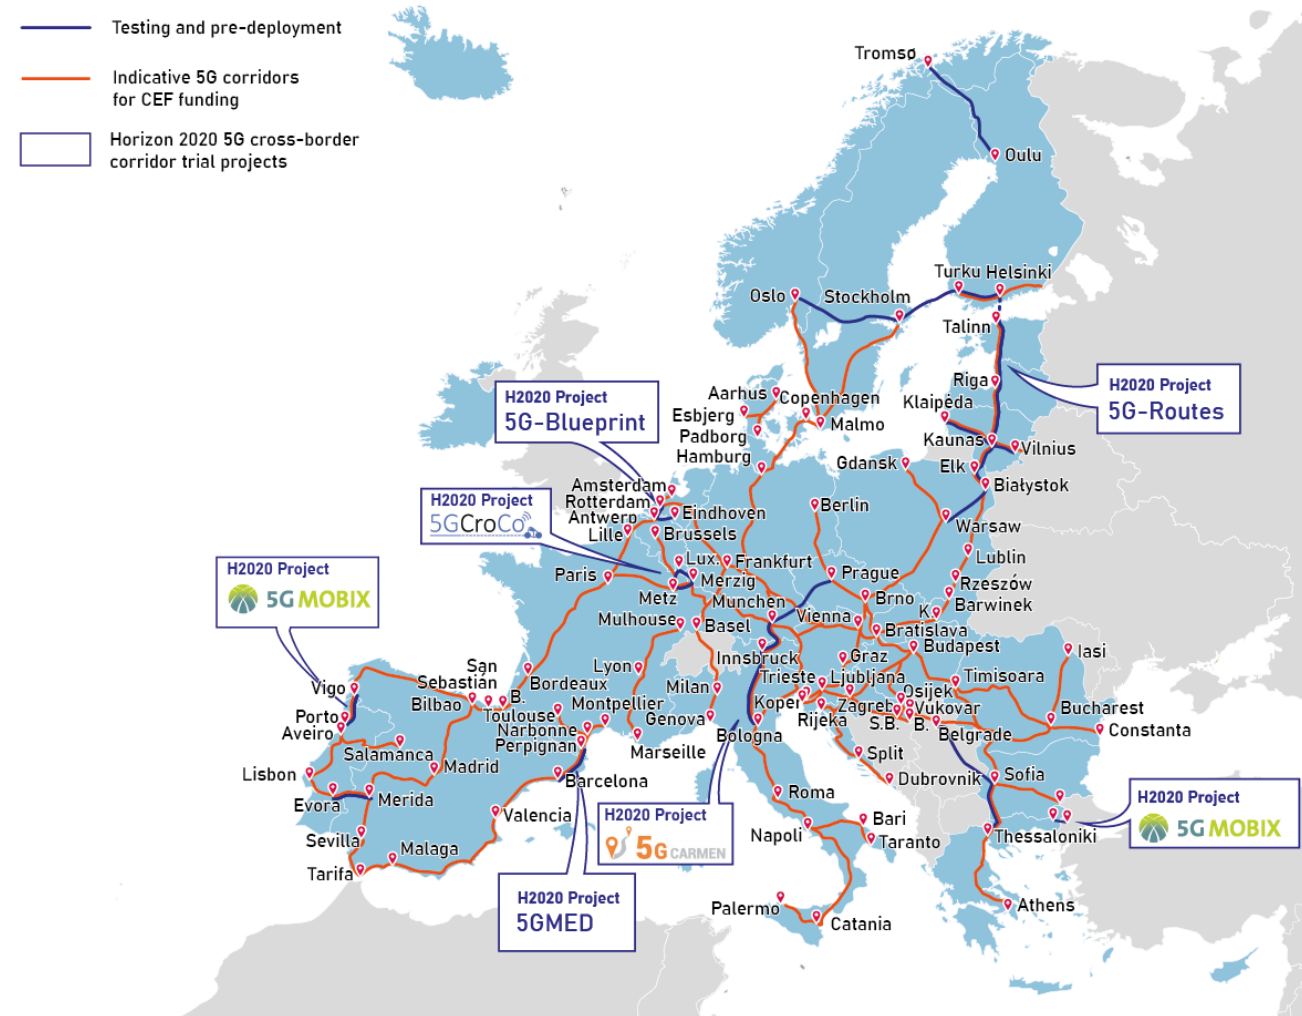 Testing and pre-deployment
Indicative 5G corridors
for CEF funding
Horizon 2020 5G cross-border
corridor trial projects
Tromsø
Oulu
Turku Helsinki
Oslo
Stockholm
Talinn
Riga
H2020 Project
5G-Routes
Aarhus
Copenhagen
Klaipėda
Esbjerg
Malmo
H2020 Project
5G-Blueprint
Padborg
Kaunas
Vilnius
Hamburg
Gdansk
Elk
Białystok
Amsterdam
Rotterdam
Antwerp
Eindhoven
Berlin
Warsaw
H2020 Project
5GCroCo
Lille
Brussels
Lux.
Frankfurt
Lublin
Paris
Merzig
Prague
Rzeszów
Metz
Munchen
Brno
Barwinek
K.
H2020 Project
5G MOBIX
Mulhouse
Basel
Vienna
Bratislava
Budapest
Iasi
Innsbruck
Graz
San
Sebastian
Lyon
Bordeaux
Milan
Trieste
Ljubljana
Timisoara
Vigo
Bilbao
B.
Toulouse
Montpellier
Koper
Zagreb
Osijek
Vukovar
Bucharest
Porto
Aveiro
Narbonne
Genova
Rijeka
S.B.
B.
Constanta
Perpignan
Marseille
Bologna
Belgrade
Salamanca
Madrid
Split
Lisbon
Barcelona
Dubrovnik
Sofia
Evora
Merida
Roma
Valencia
H2020 Project
5G CARMEN
H2020 Project
5G MOBIX
Sevilla
Napoli
Bari
Taranto
Thessaloniki
Malaga
Tarifa
H2020 Project
5GMED
Palermo
Catania
Athens